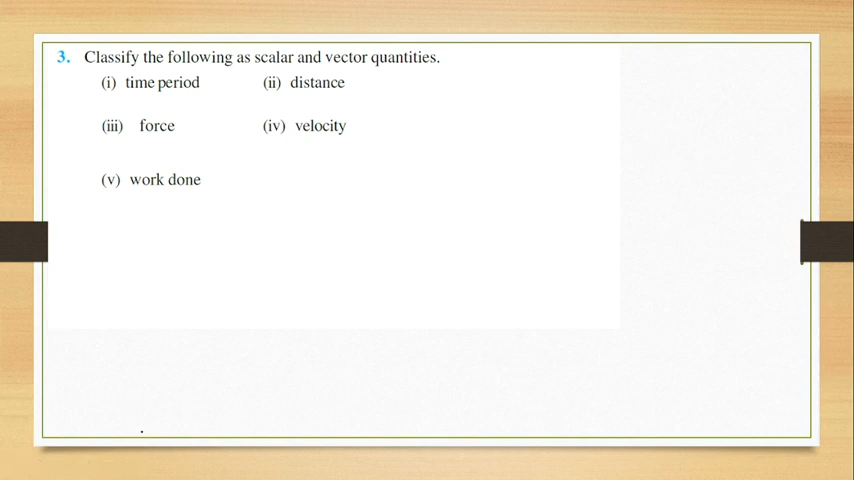 3. Classify the following as scalar and vector quantities.
(i) time period (ii) distance
(iii) force (iv) velocity
(v) work done